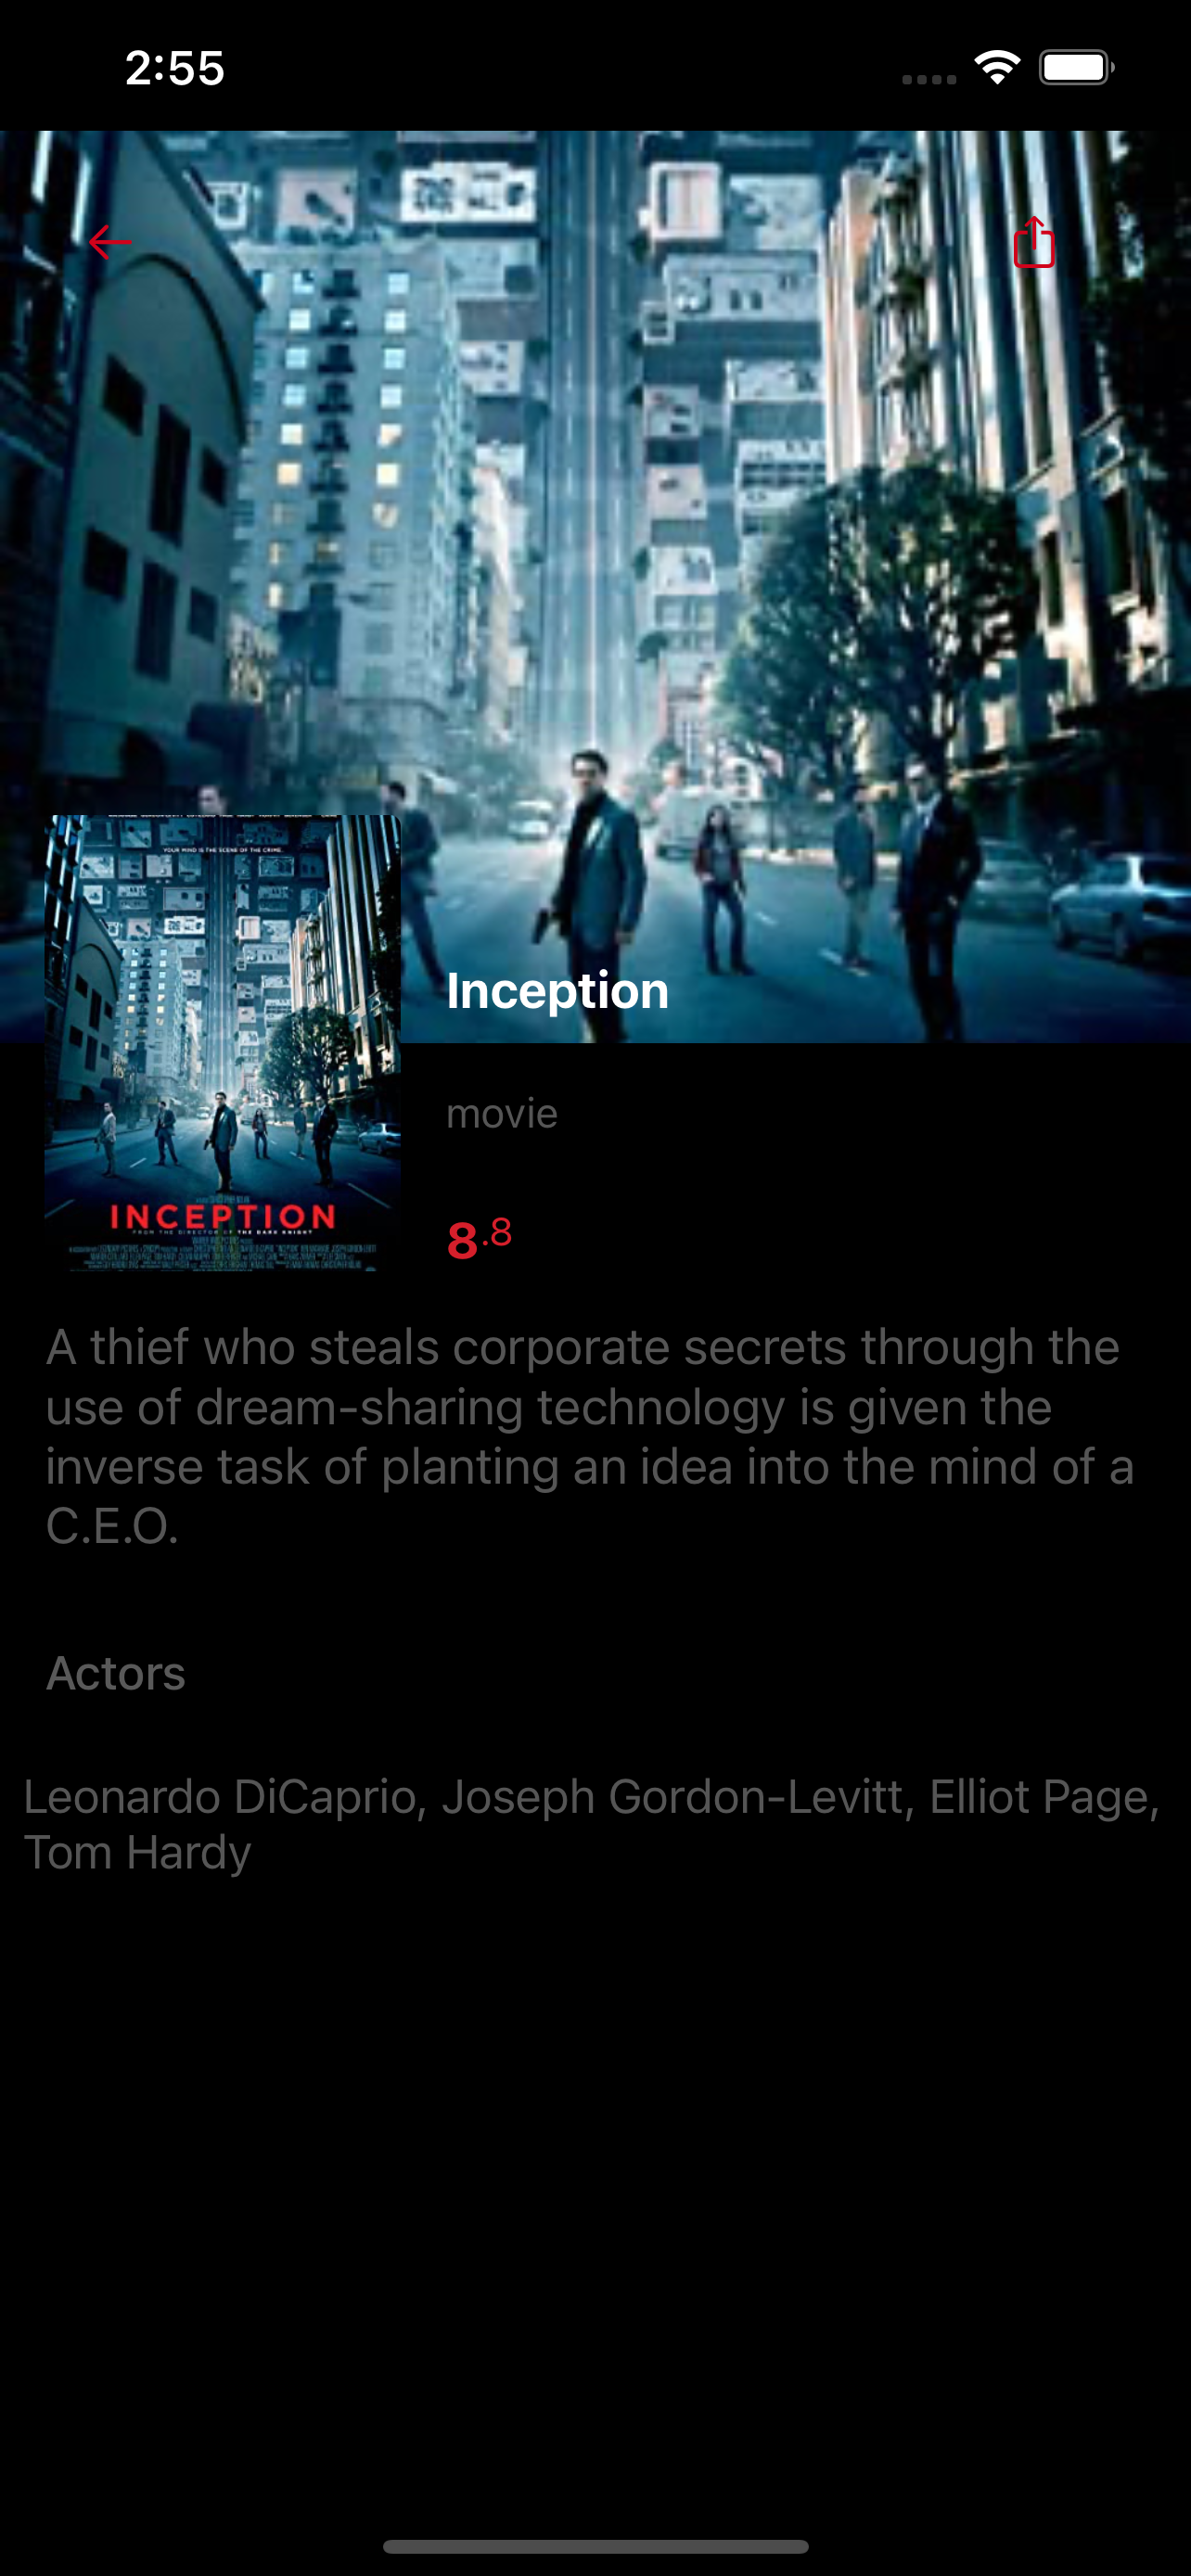 2:55
YOUR MIND IS THE SCENE OF THE CRIME.
Inception
movie
INCEPTION
FROM THE DIRECTOR OF THE DARK KNIGHT
8.8
A thief who steals corporate secrets through the
use of dream-sharing technology is given the
inverse task of planting an idea into the mind of a
C.E.O.
Actors
Leonardo DiCaprio, Joseph Gordon-Levitt, Elliot Page,
Tom Hardy